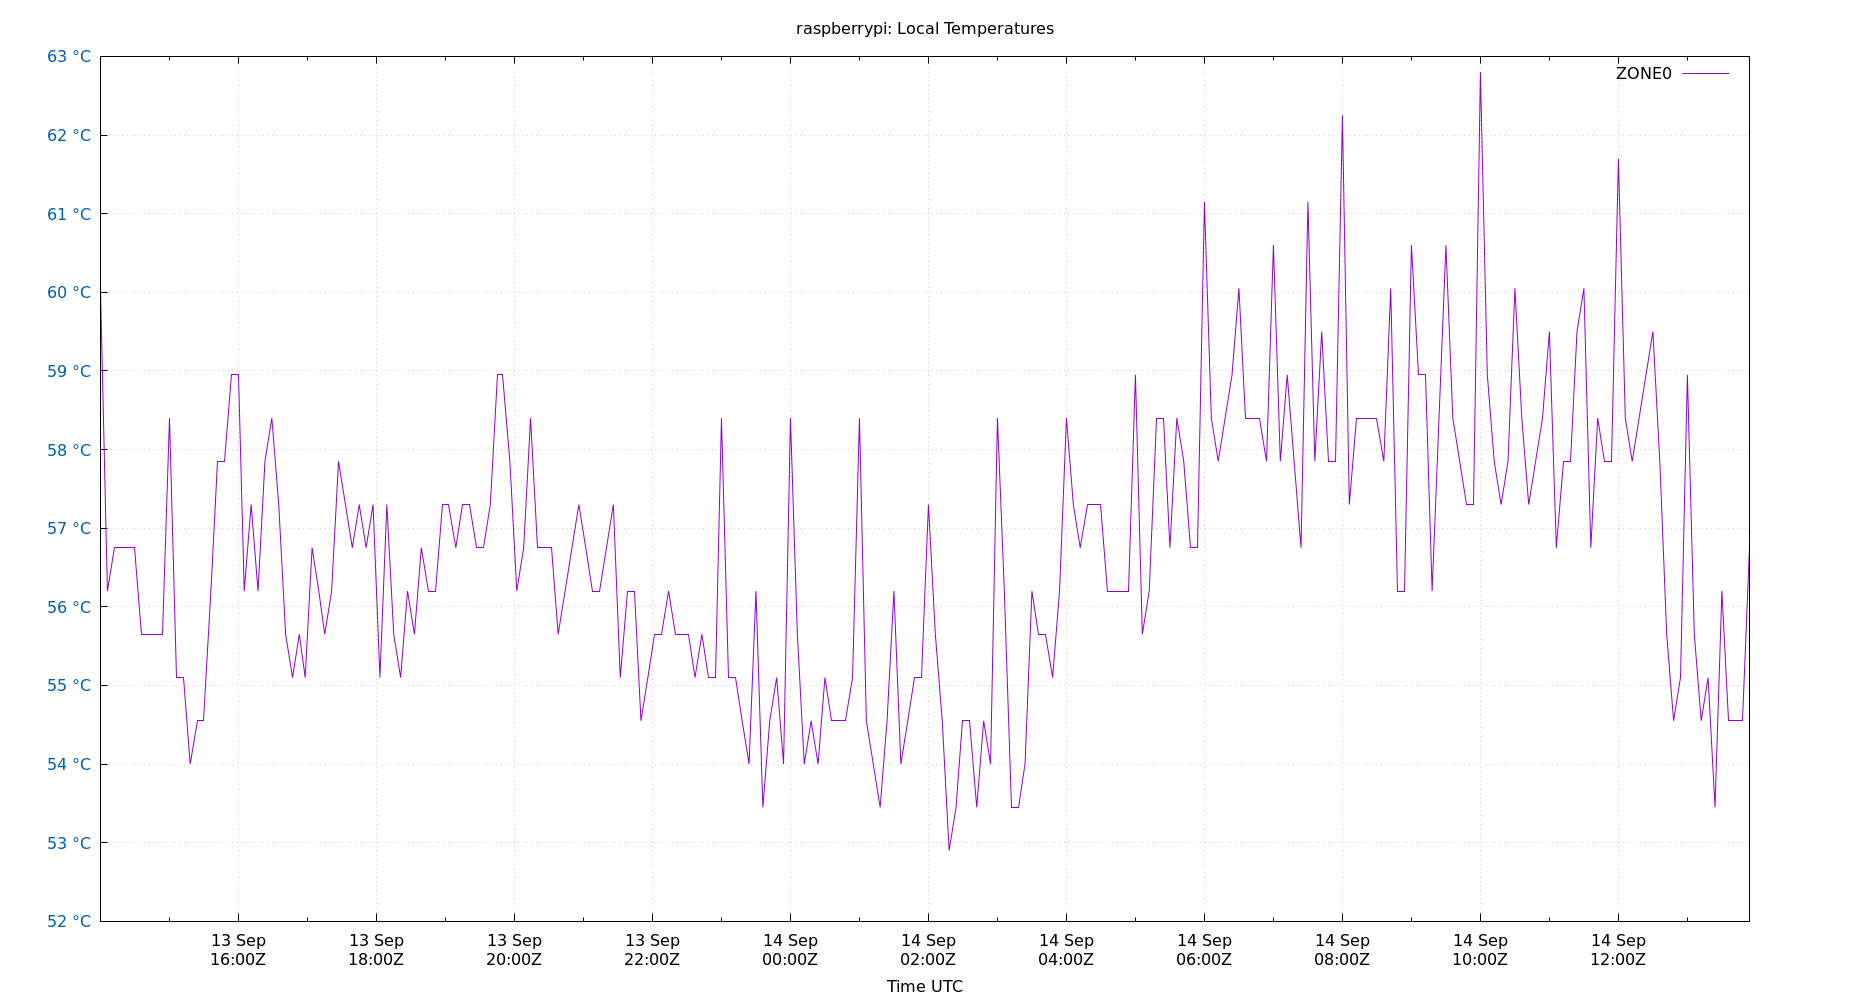 raspberrypi: Local Temperatures
63 °C
ZONE0
62 °C
61 °C
60 °C
59 °C
58 °C
57 °C
56 °C
55 °C
54 °C
53 °C
52 °C
13 Sep 13 Sep 13 Sep 13 Sep 14 Sep 14 Sep 14 Sep 14 Sep 14 Sep 14 Sep 14 Sep
16:00Z 18:00Z 20:00Z 22:00Z 00:00Z 02:00Z 04:00Z 06:00Z 08:00Z 10:00Z 12:00Z
Time UTC